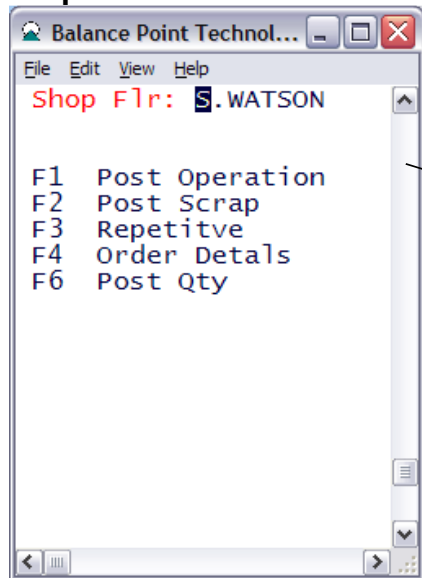 Balance Point Technol...
File Edit View Help
Shop Flr: S.WATSON
F1 Post Operation
F2 Post Scrap
F3 Repetitve
F4 Order Detals
F6 Post Qty